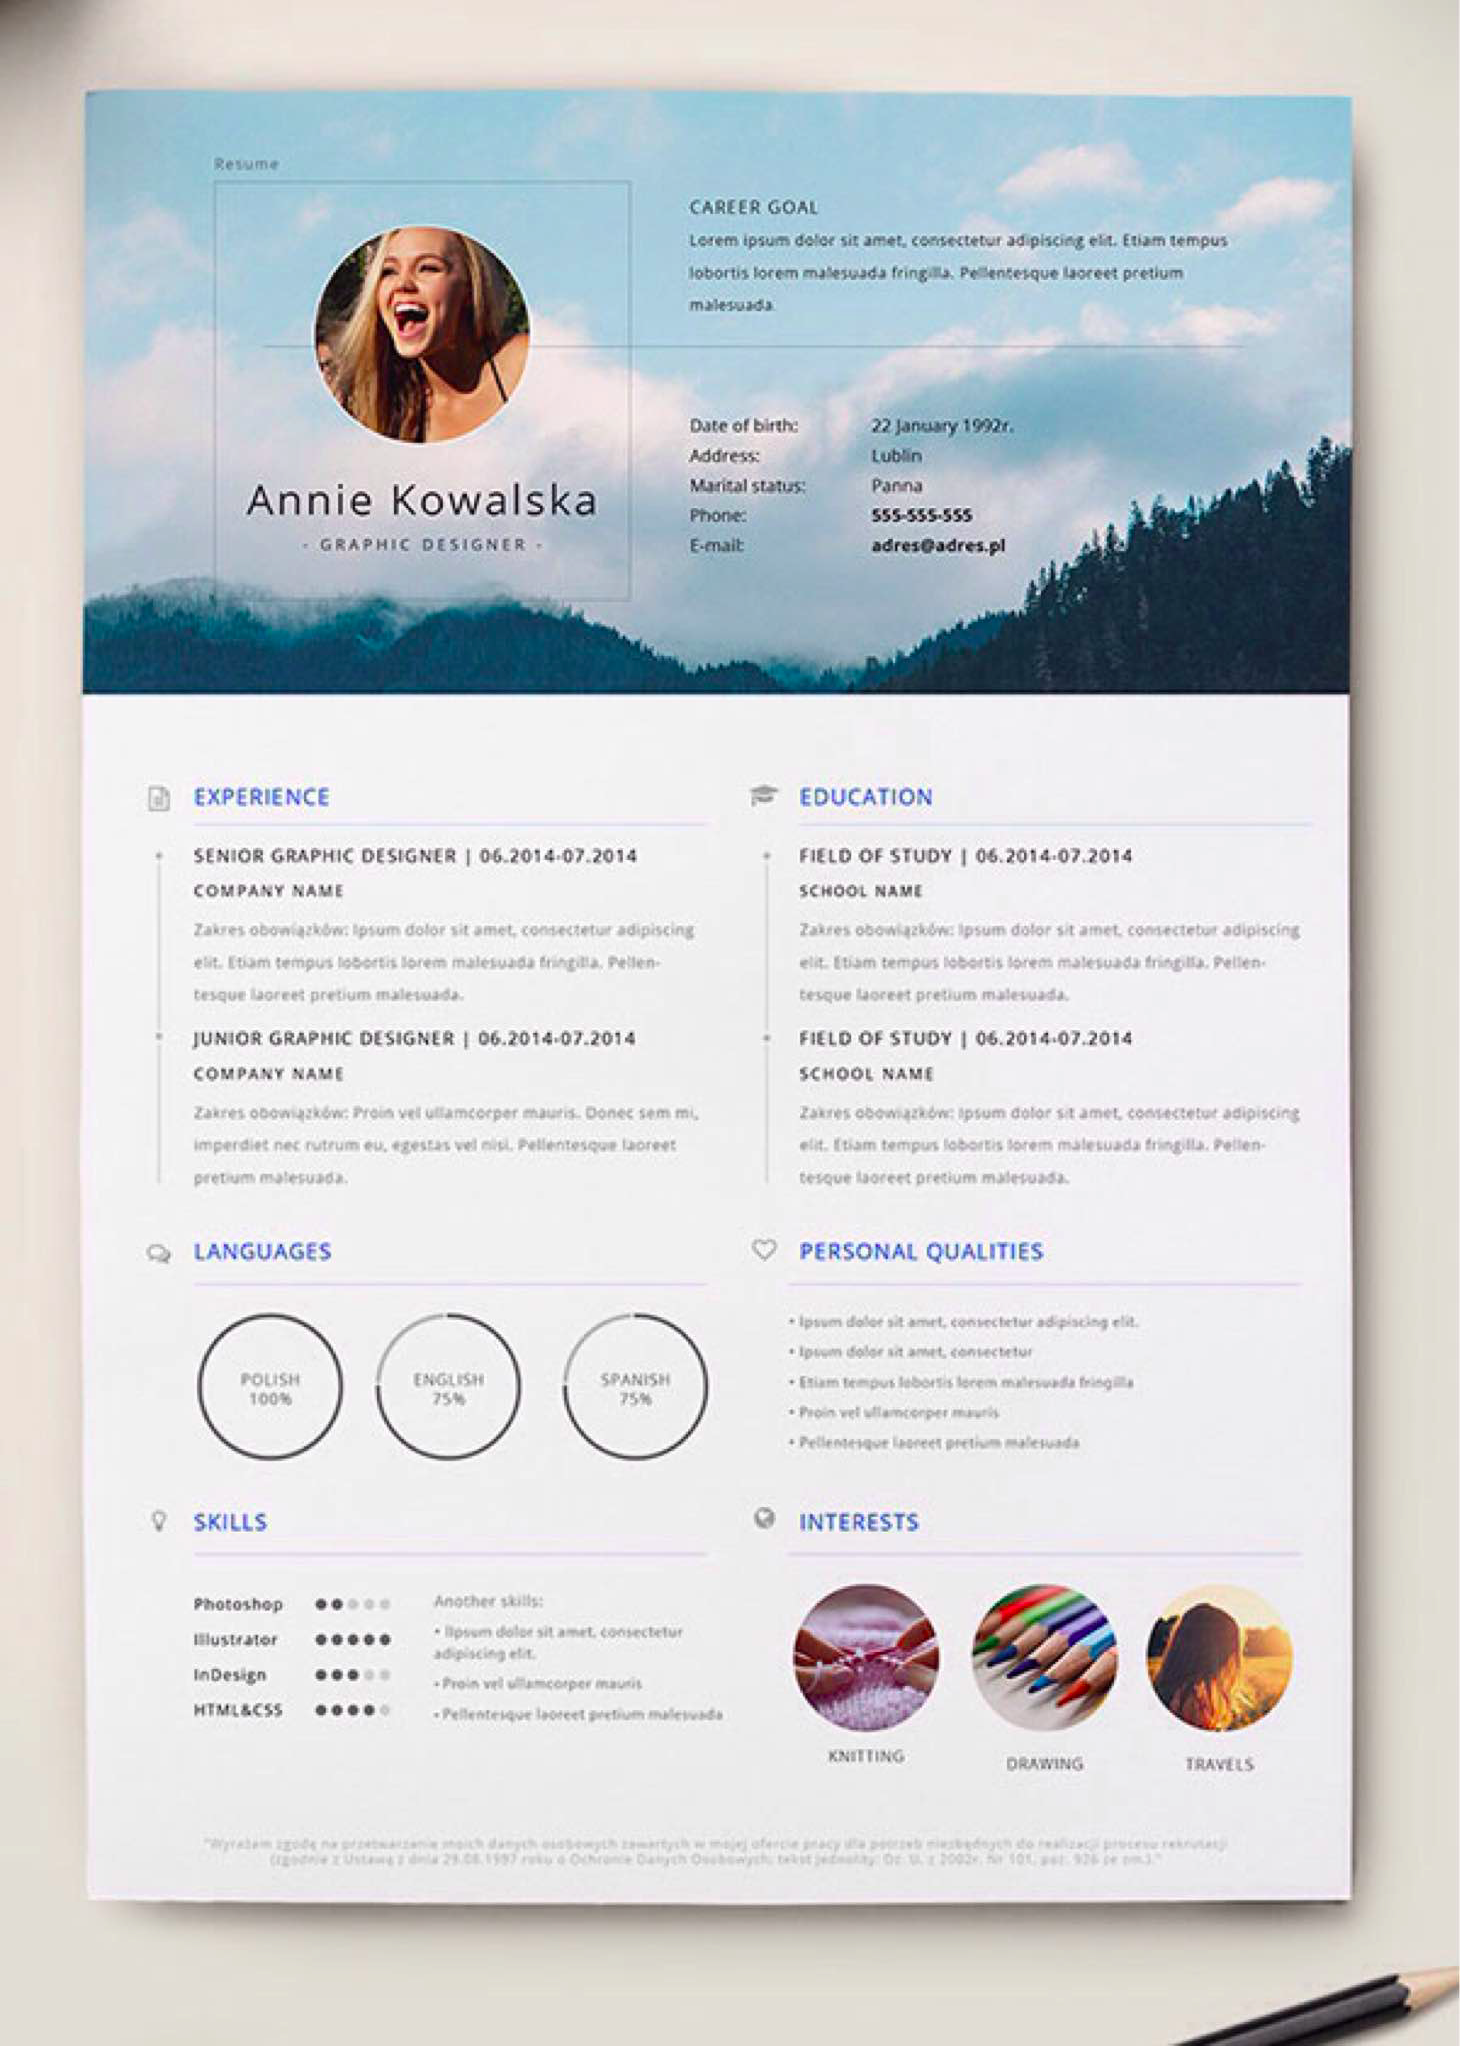 Resume
Annie Kowalska
- GRAPHIC DESIGNER -
CAREER GOAL
Lorem ipsum dolor sit amet, consectetur adipiscing elit. Etiam tempus
lobortis lorem malesuada fringilla. Pellentesque laoreet pretium
malesuada.
Date of birth: 22 January 1992r.
Address: Lublin
Marital status: Panna
Phone: 555-555-555
E-mail: adres@adres.pl
EXPERIENCE
SENIOR GRAPHIC DESIGNER | 06.2014-07.2014
COMPANY NAME
Zakres obowiązków: Ipsum dolor sit amet, consectetur adipiscing
elit. Etiam tempus lobortis lorem malesuada fringilla. Pellen-
tesque laoreet pretium malesuada.
JUNIOR GRAPHIC DESIGNER | 06.2014-07.2014
COMPANY NAME
Zakres obowiązków: Proin vel ullamcorper mauris. Donec sem mi,
imperdiet nec rutrum eu, egestas vel nisl. Pellentesque laoreet
pretium malesuada.
EDUCATION
FIELD OF STUDY | 06.2014-07.2014
SCHOOL NAME
Zakres obowiązków: Ipsum dolor sit amet, consectetur adipiscing
elit. Etiam tempus lobortis lorem malesuada fringilla. Pellen-
tesque laoreet pretium malesuada.
FIELD OF STUDY | 06.2014-07.2014
SCHOOL NAME
Zakres obowiązków: Ipsum dolor sit amet, consectetur adipiscing
elit. Etiam tempus lobortis lorem malesuada fringilla. Pellen-
tesque laoreet pretium malesuada.
LANGUAGES
POLISH
100%
ENGLISH
75%
SPANISH
75%
PERSONAL QUALITIES
• Ipsum dolor sit amet, consectetur adipiscing elit.
• Ipsum dolor sit amet, consectetur
• Etiam tempus lobortis lorem malesuada fringilla
• Proin vel ullamcorper mauris
• Pellentesque laoreet pretium malesuada
SKILLS
Photoshop
Illustrator
InDesign
HTML&CSS
Another skills:
• Ipsum dolor sit amet, consectetur
adipiscing elit.
• Proin vel ullamcorper mauris
• Pellentesque laoreet pretium malesuada
INTERESTS
KNITTING
DRAWING
TRAVELS
"Wyrażam zgodę na przetwarzanie moich danych osobowych zawartych w mojej ofercie pracy dla potrzeb niezbędnych do realizacji procesu rekrutacji
(zgodnie z Ustawą z dnia 29.08.1997 roku o Ochronie Danych Osobowych; tekst jednolity: Dz. U. z 2002r. Nr 101, poz. 926 ze zm.)."